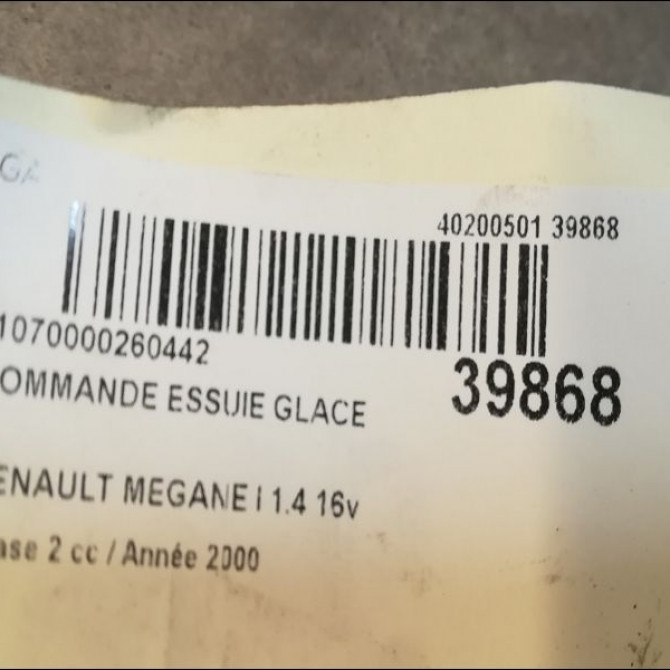 40200501 39868
1070000260442
39868
OMMANDE ESSUIE GLACE
ENAULT MEGANE I 1.4 16v
ase 2 cc / Année 2000